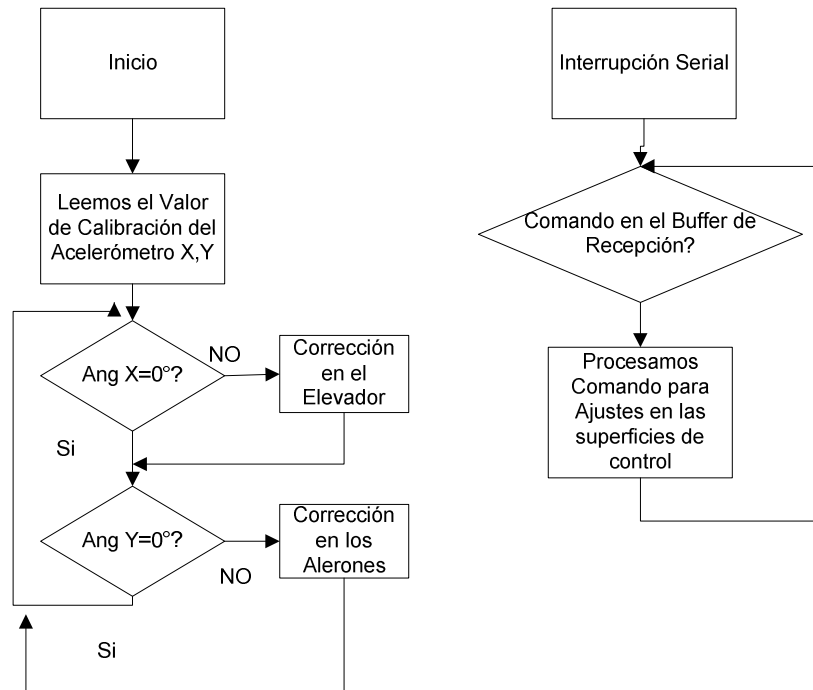 Inicio
Leemos el Valor
de Calibración del
Acelerómetro X,Y
Ang X=0°?
NO
Corrección
en el
Elevador
Si
Ang Y=0°?
NO
Corrección
en los
Alerones
Si
Interrupción Serial
Comando en el Buffer de
Recepción?
Procesamos
Comando para
Ajustes en las
superficies de
control